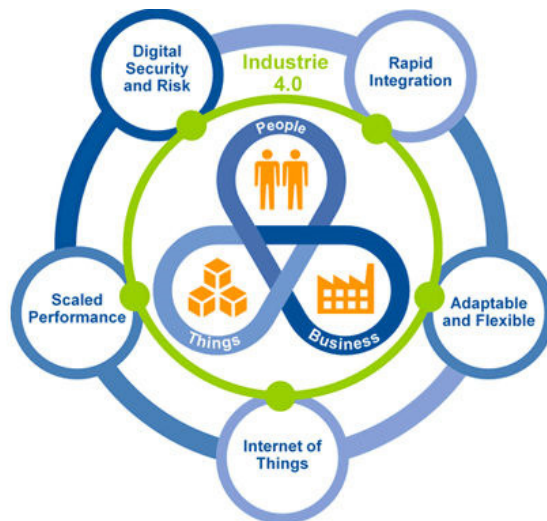 Digital
Security
and Risk
Industrie
4.0
Rapid
Integration
People
Scaled
Performance
Things
Business
Adaptable
and Flexible
Internet of
Things